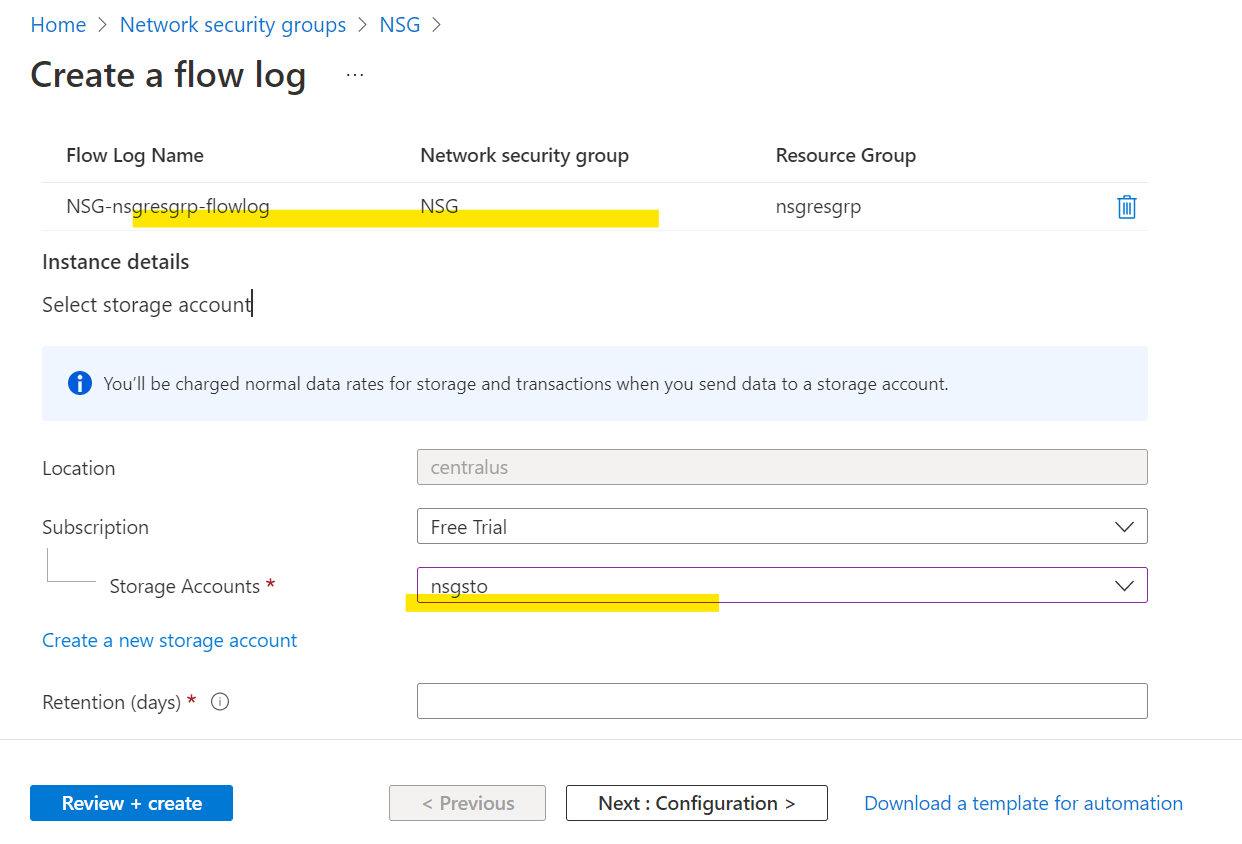 Home > Network security groups > NSG >
Create a flow log ...
Flow Log Name Network security group Resource Group
NSG-nsgresgrp-flowlog NSG nsgresgrp
Instance details
Select storage account
You'll be charged normal data rates for storage and transactions when you send data to a storage account.
Location centralus
Subscription Free Trial
Storage Accounts * nsgsto
Create a new storage account
Retention (days) *
Review + create < Previous Next : Configuration > Download a template for automation